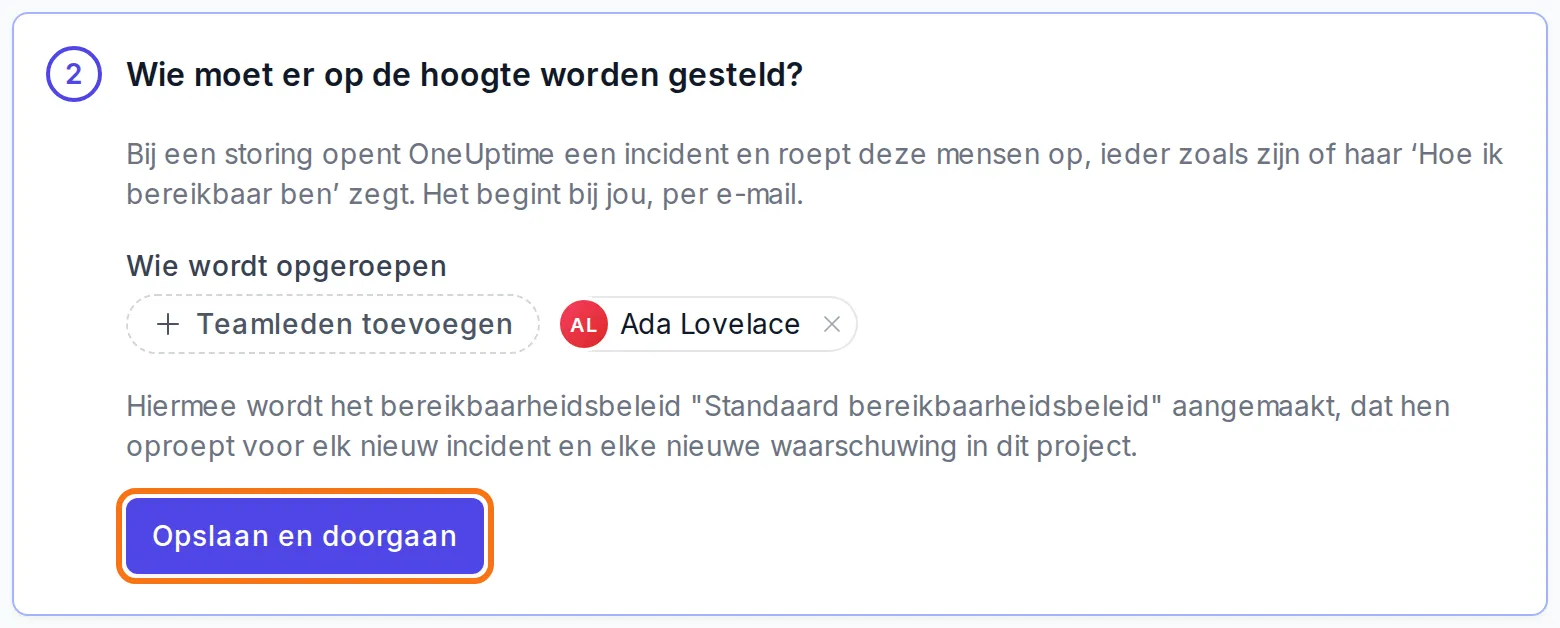 2
Wie moet er op de hoogte worden gesteld?
Bij een storing opent OneUptime een incident en roept deze mensen op, ieder zoals zijn of haar ‘Hoe ik
bereikbaar ben’ zegt. Het begint bij jou, per e-mail.
Wie wordt opgeroepen
+ Teamleden toevoegen
AL Ada Lovelace ×
Hiermee wordt het bereikbaarheidsbeleid "Standaard bereikbaarheidsbeleid" aangemaakt, dat hen
oproept voor elk nieuw incident en elke nieuwe waarschuwing in dit project.
Opslaan en doorgaan